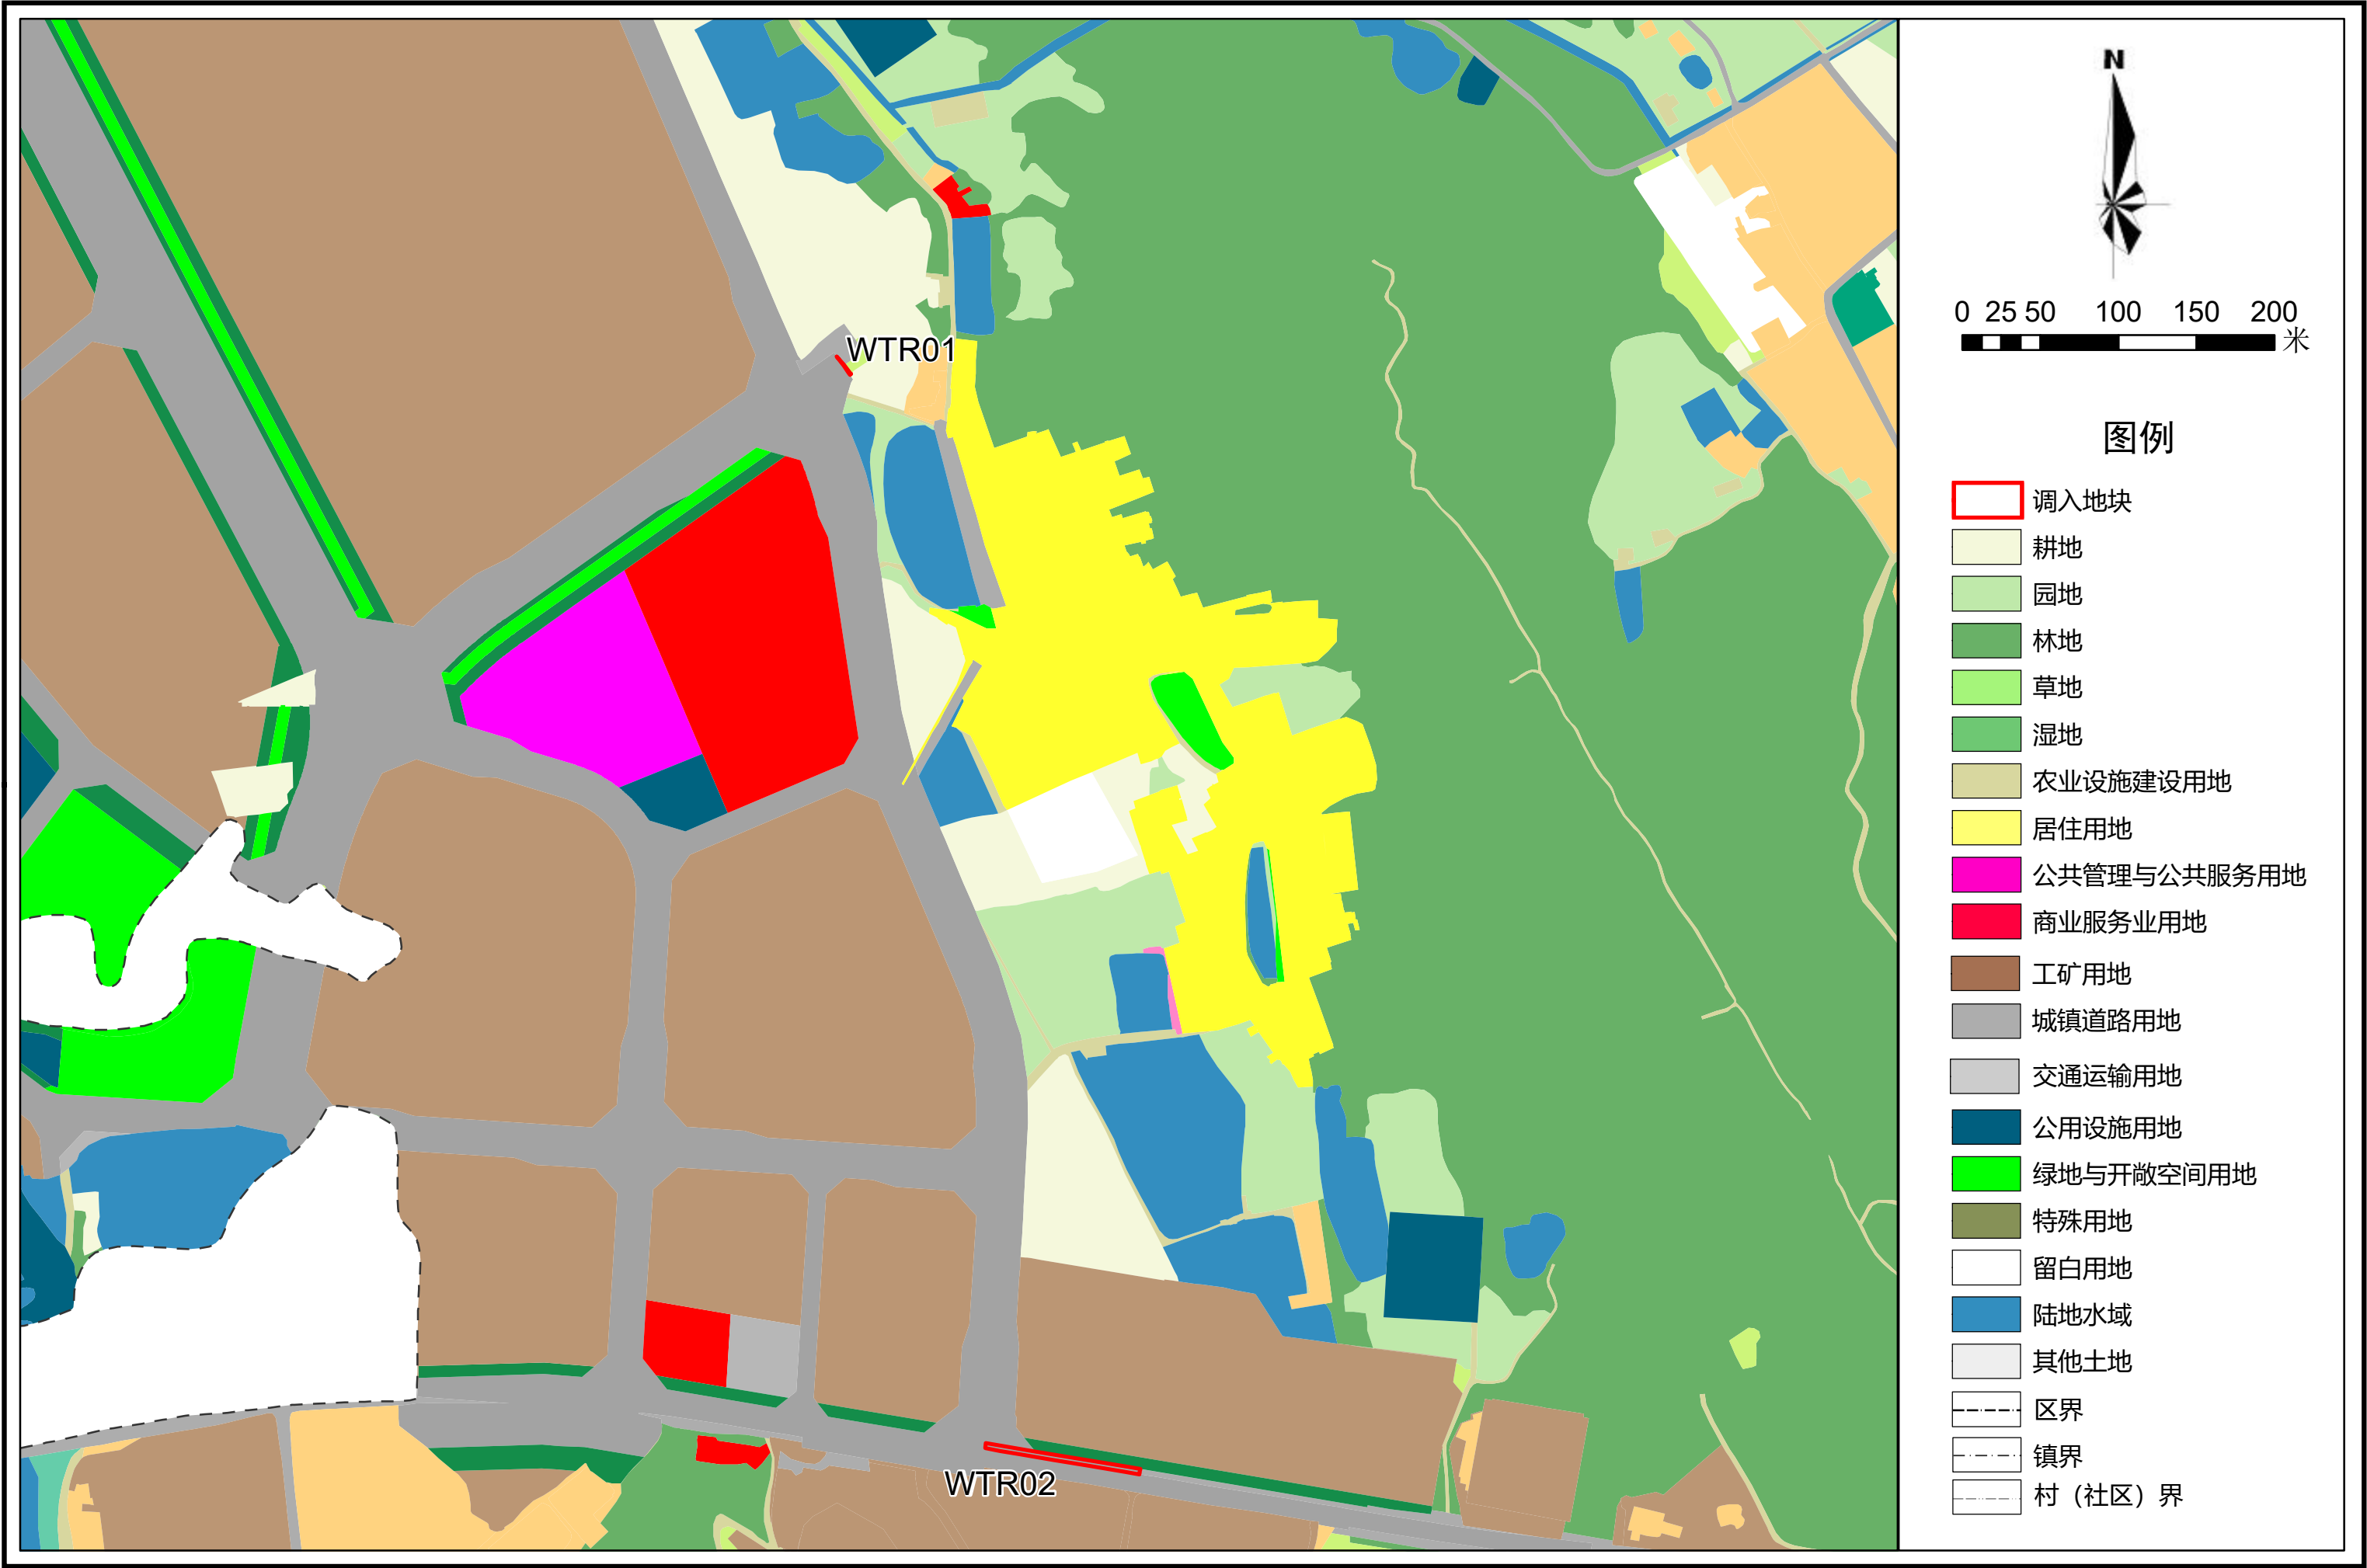 N
0 25 50 100 150 200
米
WTR01
图例
调入地块
耕地
园地
林地
草地
湿地
农业设施建设用地
居住用地
公共管理与公共服务用地
商业服务业用地
工矿用地
城镇道路用地
交通运输用地
公用设施用地
绿地与开敞空间用地
特殊用地
留白用地
陆地水域
其他土地
区界
镇界
村（社区）界
WTR02